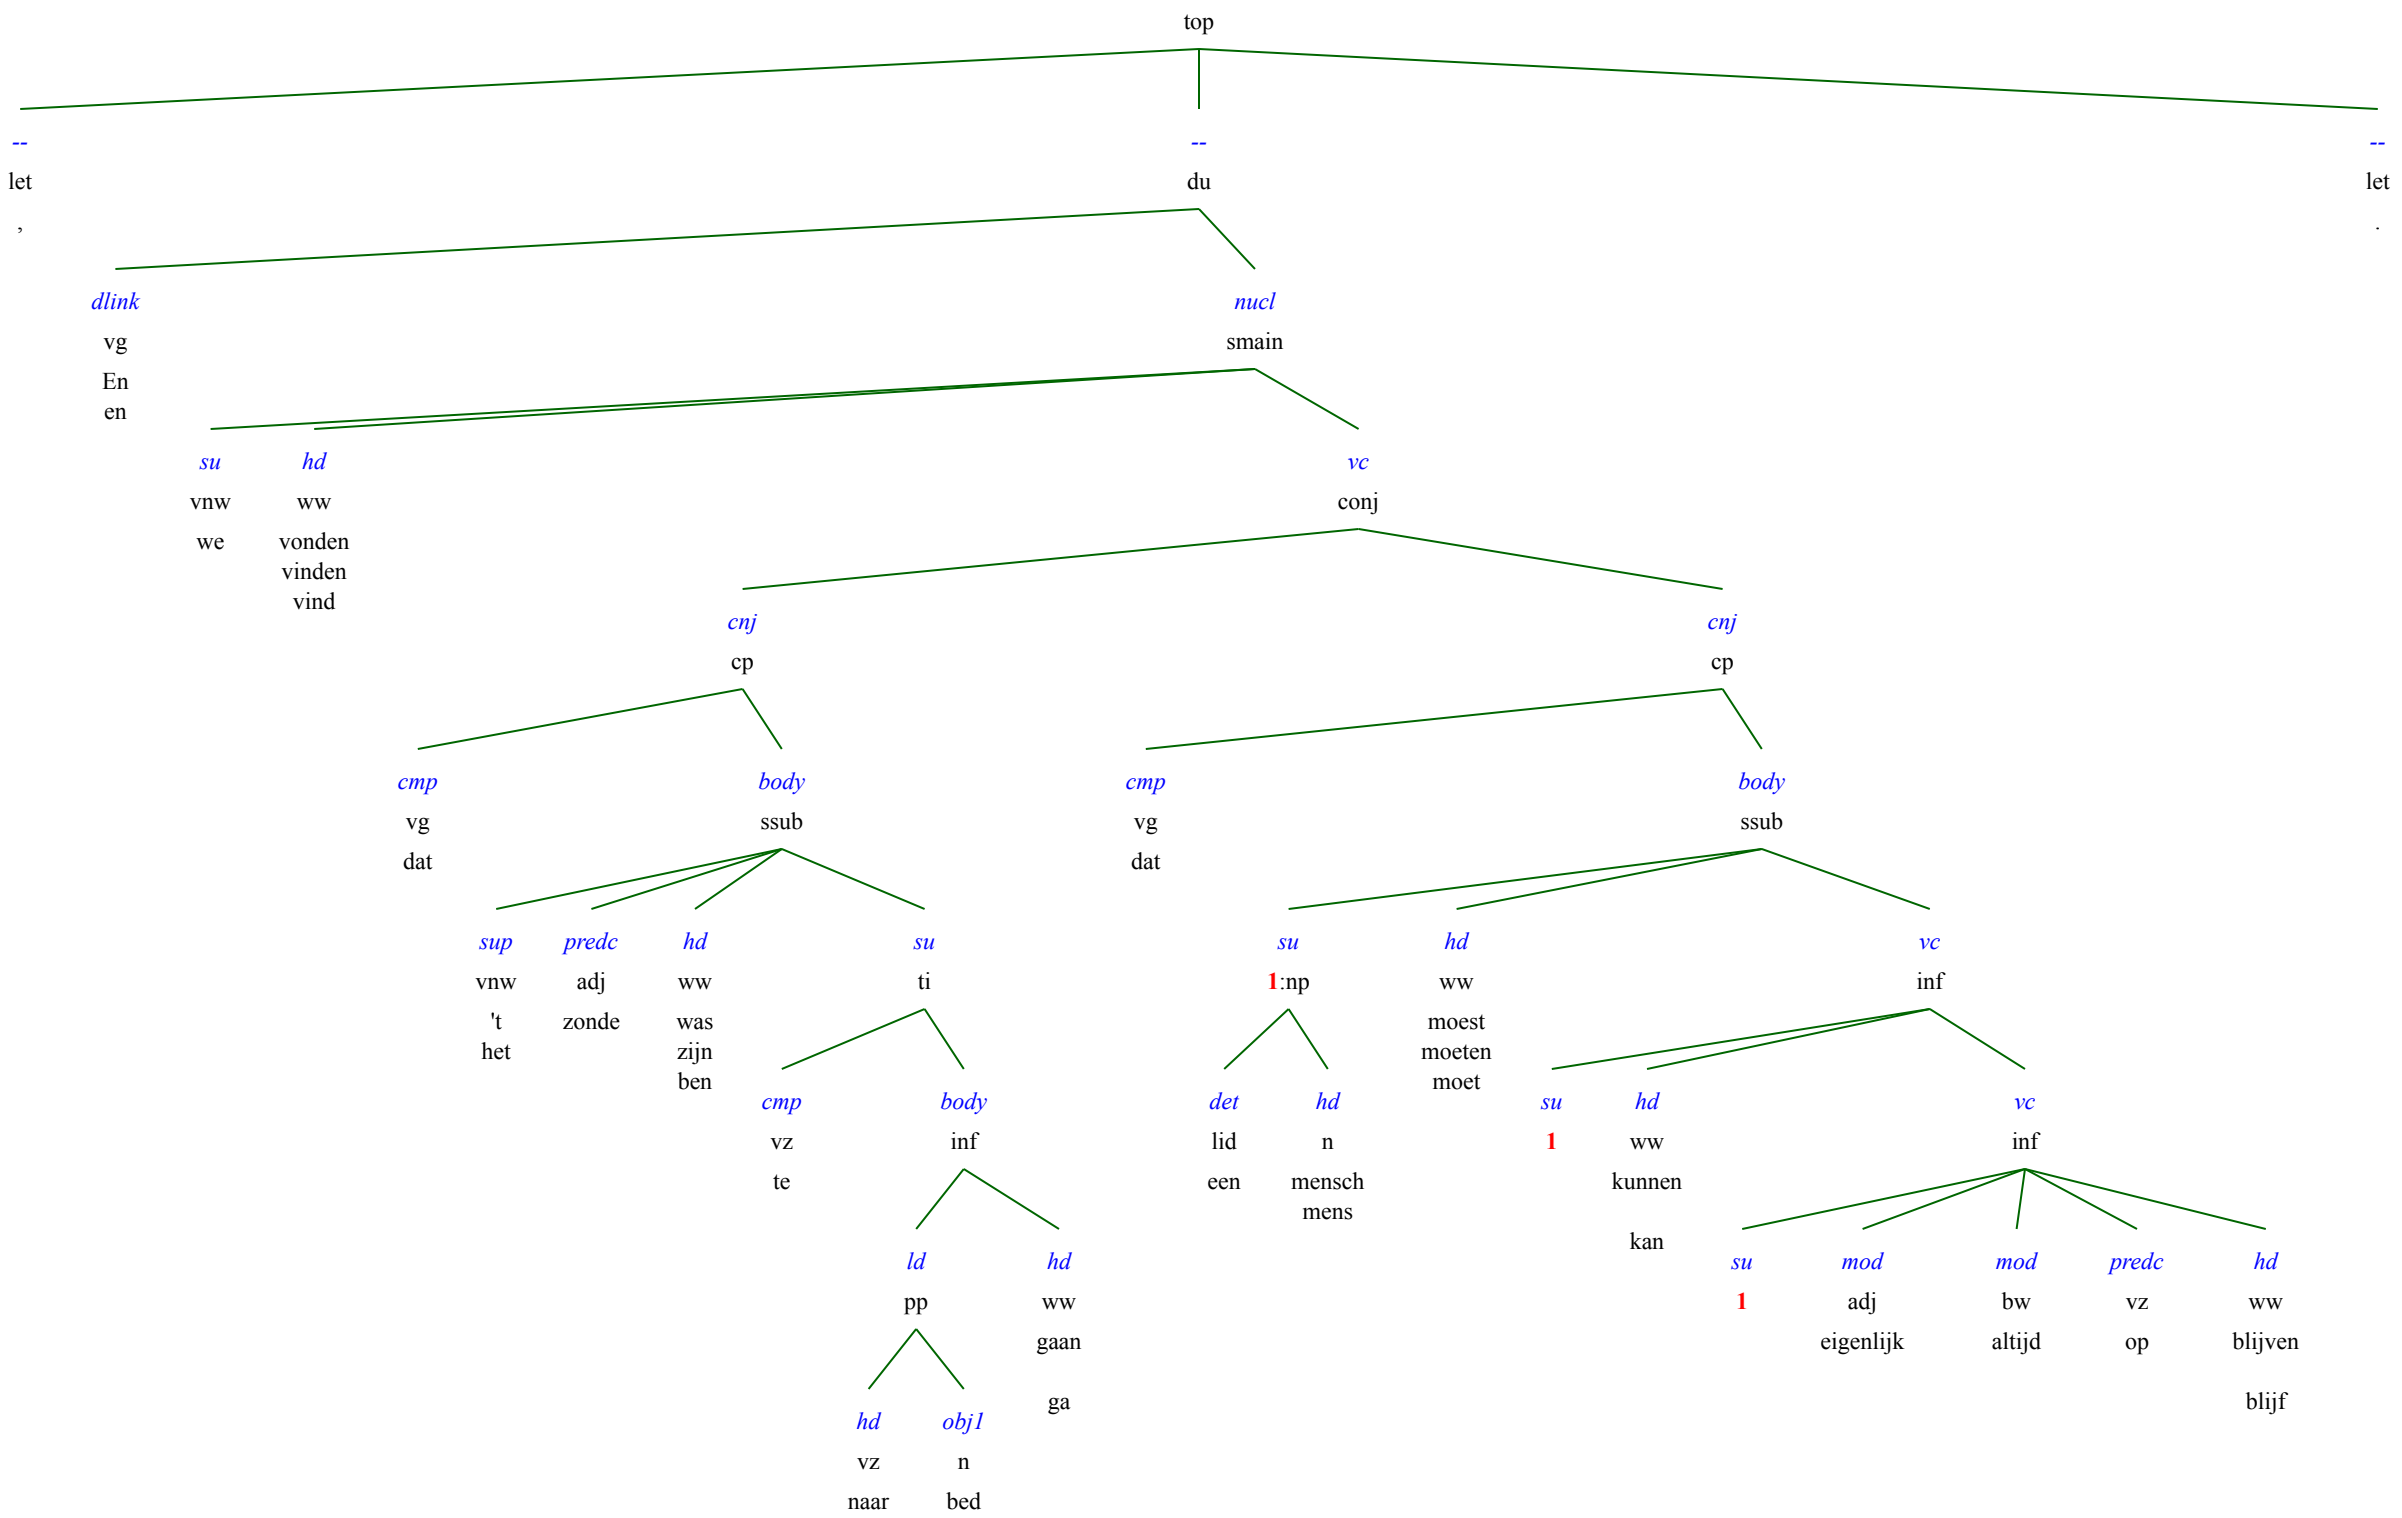 top
-- -- --
let du let
, .
dlink nucl
vg smain
En
en
su hd vc
vnw ww conj
we vonden
vinden
vind
cnj cnj
cp cp
cmp body cmp body
vg ssub vg ssub
dat dat
sup predc hd su su hd vc
vnw adj ww ti 1:np ww inf
't zonde was moest
het zijn moeten
ben moet
cmp body det hd su hd vc
vz inf lid n 1 ww inf
te een mensch kunnen
mens
kan
ld hd su mod mod predc hd
pp ww 1 adj bw vz ww
gaan eigenlijk altijd op blijven
ga blijf
hd obj1
vz n
naar bed